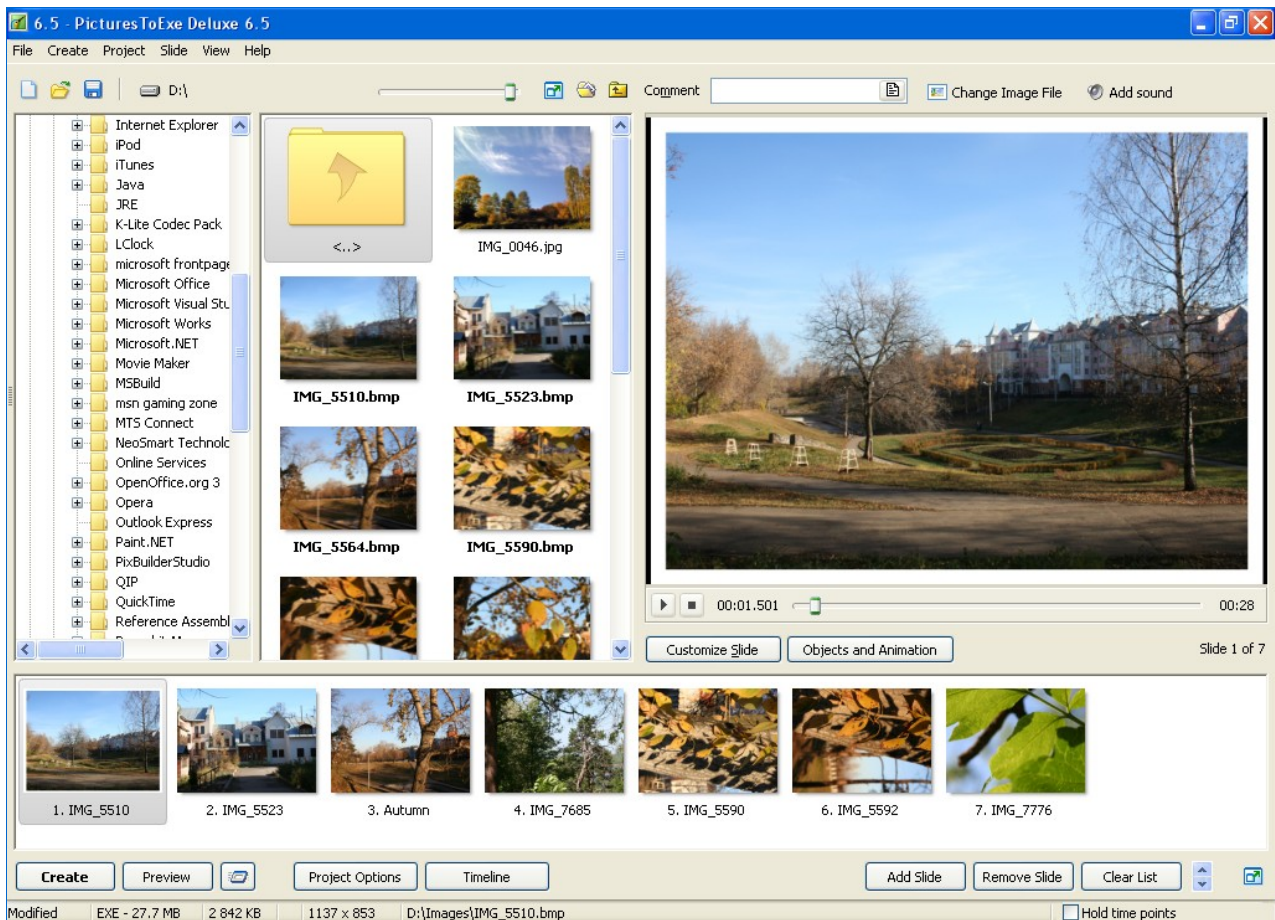 6.5 - PicturesToExe Deluxe 6.5
File Create Project Slide View Help
D:\
Comment
Change Image File
Add sound
Internet Explorer
iPod
iTunes
Java
JRE
K-Lite Codec Pack
LClock
microsoft frontpage
Microsoft Office
Microsoft Visual Stu
Microsoft Works
Microsoft.NET
Movie Maker
MSBuild
msn gaming zone
MTS Connect
NeoSmart Technolc
Online Services
OpenOffice.org 3
Opera
Outlook Express
Paint.NET
PixBuilderStudio
QIP
QuickTime
Reference Assembl
<..>
IMG_0046.jpg
IMG_5510.bmp
IMG_5523.bmp
IMG_5564.bmp
IMG_5590.bmp
00:01.501
00:28
Customize Slide
Objects and Animation
Slide 1 of 7
1. IMG_5510
2. IMG_5523
3. Autumn
4. IMG_7685
5. IMG_5590
6. IMG_5592
7. IMG_7776
Create
Preview
Project Options
Timeline
Add Slide
Remove Slide
Clear List
Modified
EXE - 27.7 MB
2 842 KB
1137 x 853
D:\Images\IMG_5510.bmp
Hold time points